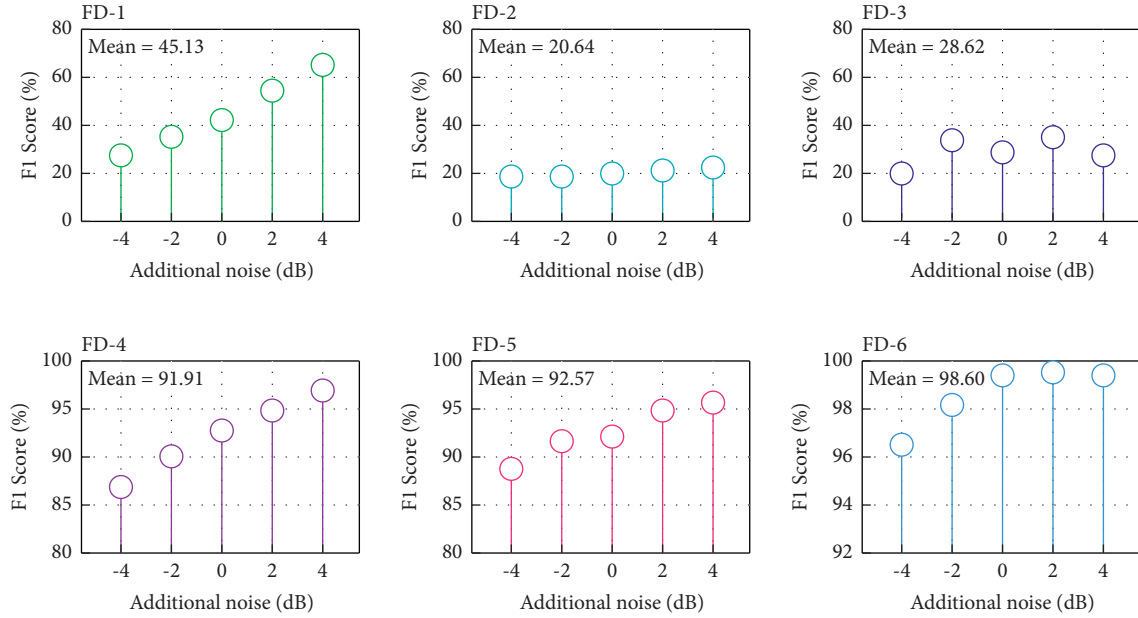 FD-1
Mean = 45.13
80
60
40
20
0
F1 Score (%)
-4 -2 0 2 4
Additional noise (dB)
FD-2
Mean = 20.64
80
60
40
20
0
F1 Score (%)
-4 -2 0 2 4
Additional noise (dB)
FD-3
Mean = 28.62
80
60
40
20
0
F1 Score (%)
-4 -2 0 2 4
Additional noise (dB)
FD-4
Mean = 91.91
100
95
90
85
80
F1 Score (%)
-4 -2 0 2 4
Additional noise (dB)
FD-5
Mean = 92.57
100
95
90
85
80
F1 Score (%)
-4 -2 0 2 4
Additional noise (dB)
FD-6
Mean = 98.60
100
98
96
94
92
F1 Score (%)
-4 -2 0 2 4
Additional noise (dB)